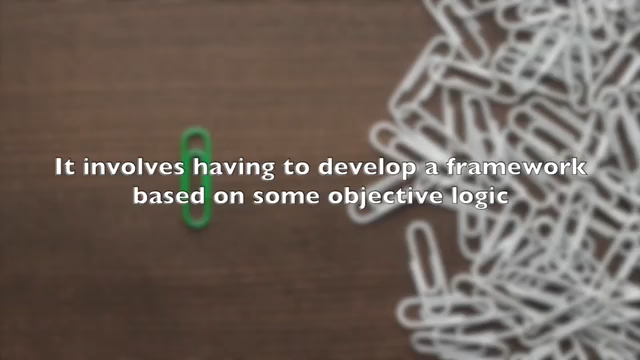 It involves having to develop a framework
based on some objective logic